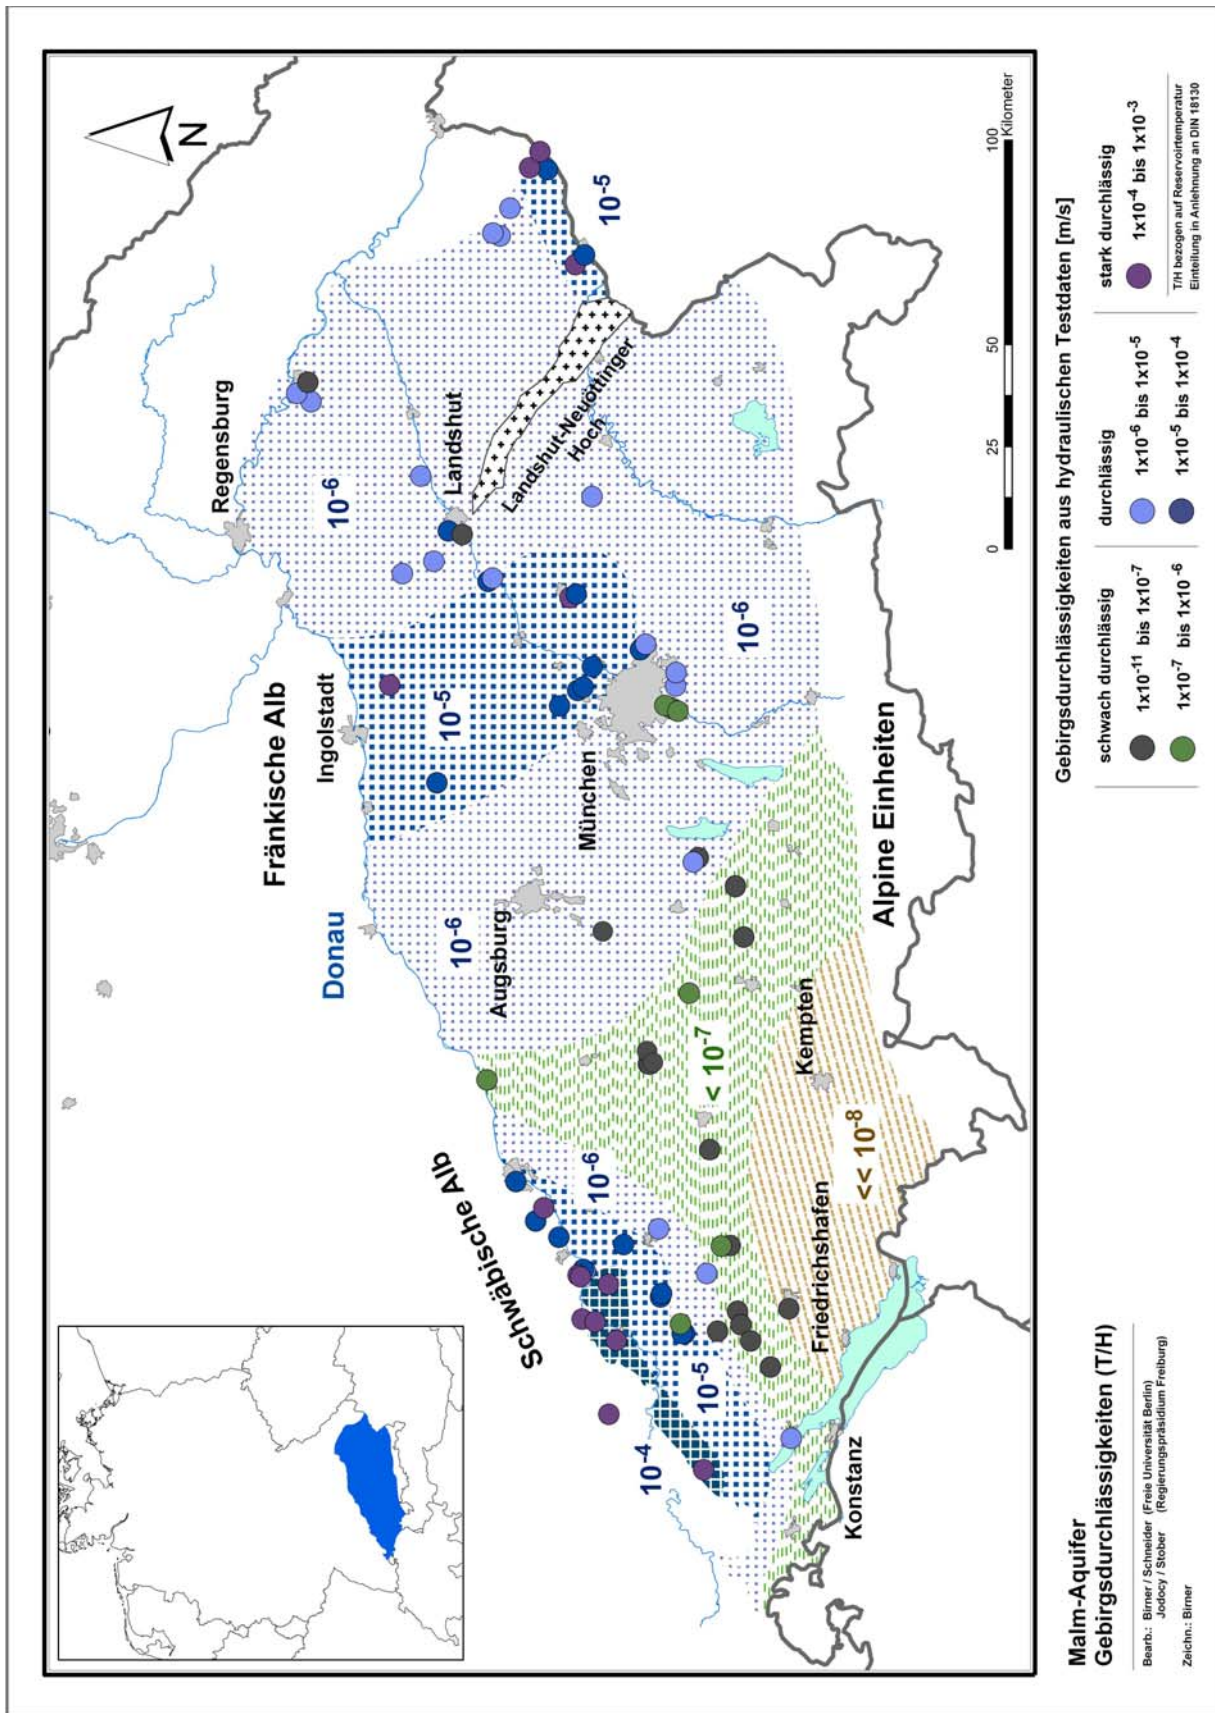 N
Regensburg
Fränkische Alb
Ingolstadt
Donau
10⁻⁶
Landshut
Landshut-Neuöttinger
Hoch
10⁻⁵
10⁻⁵
10⁻⁶
Augsburg
München
10⁻⁶
Schwäbische Alb
10⁻⁶
< 10⁻⁷
Kempten
Alpine Einheiten
10⁻⁴
10⁻⁵
Friedrichshafen
<< 10⁻⁸
Konstanz
0 25 50 100
Kilometer
Malm-Aquifer
Gebirgsdurchlässigkeiten (T/H)
Bearb.: Birner / Schneider (Freie Universität Berlin)
Jodocy / Stober (Regierungspräsidium Freiburg)
Zeichn.: Birner
Gebirgsdurchlässigkeiten aus hydraulischen Testdaten [m/s]
schwach durchlässig
1x10⁻¹¹ bis 1x10⁻⁷
1x10⁻⁷ bis 1x10⁻⁶
durchlässig
1x10⁻⁶ bis 1x10⁻⁵
1x10⁻⁵ bis 1x10⁻⁴
stark durchlässig
1x10⁻⁴ bis 1x10⁻³
T/H bezogen auf Reservoirtemperatur
Einteilung in Anlehnung an DIN 18130